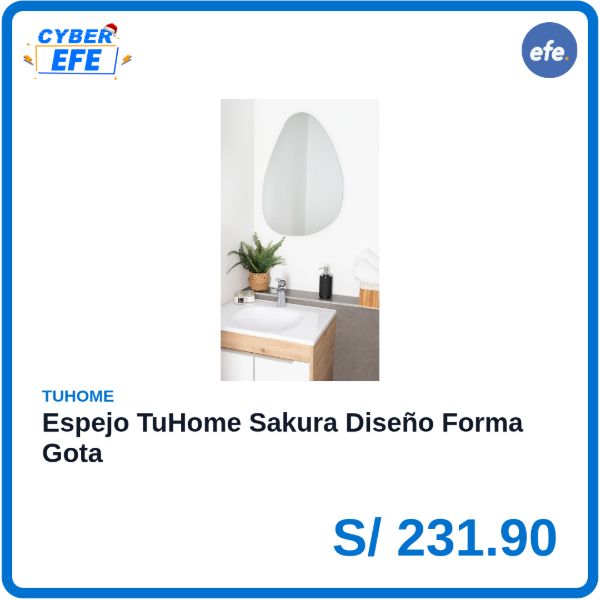 CYBER
EFE
efe.
TUHOME
Espejo TuHome Sakura Diseño Forma
Gota
S/ 231.90